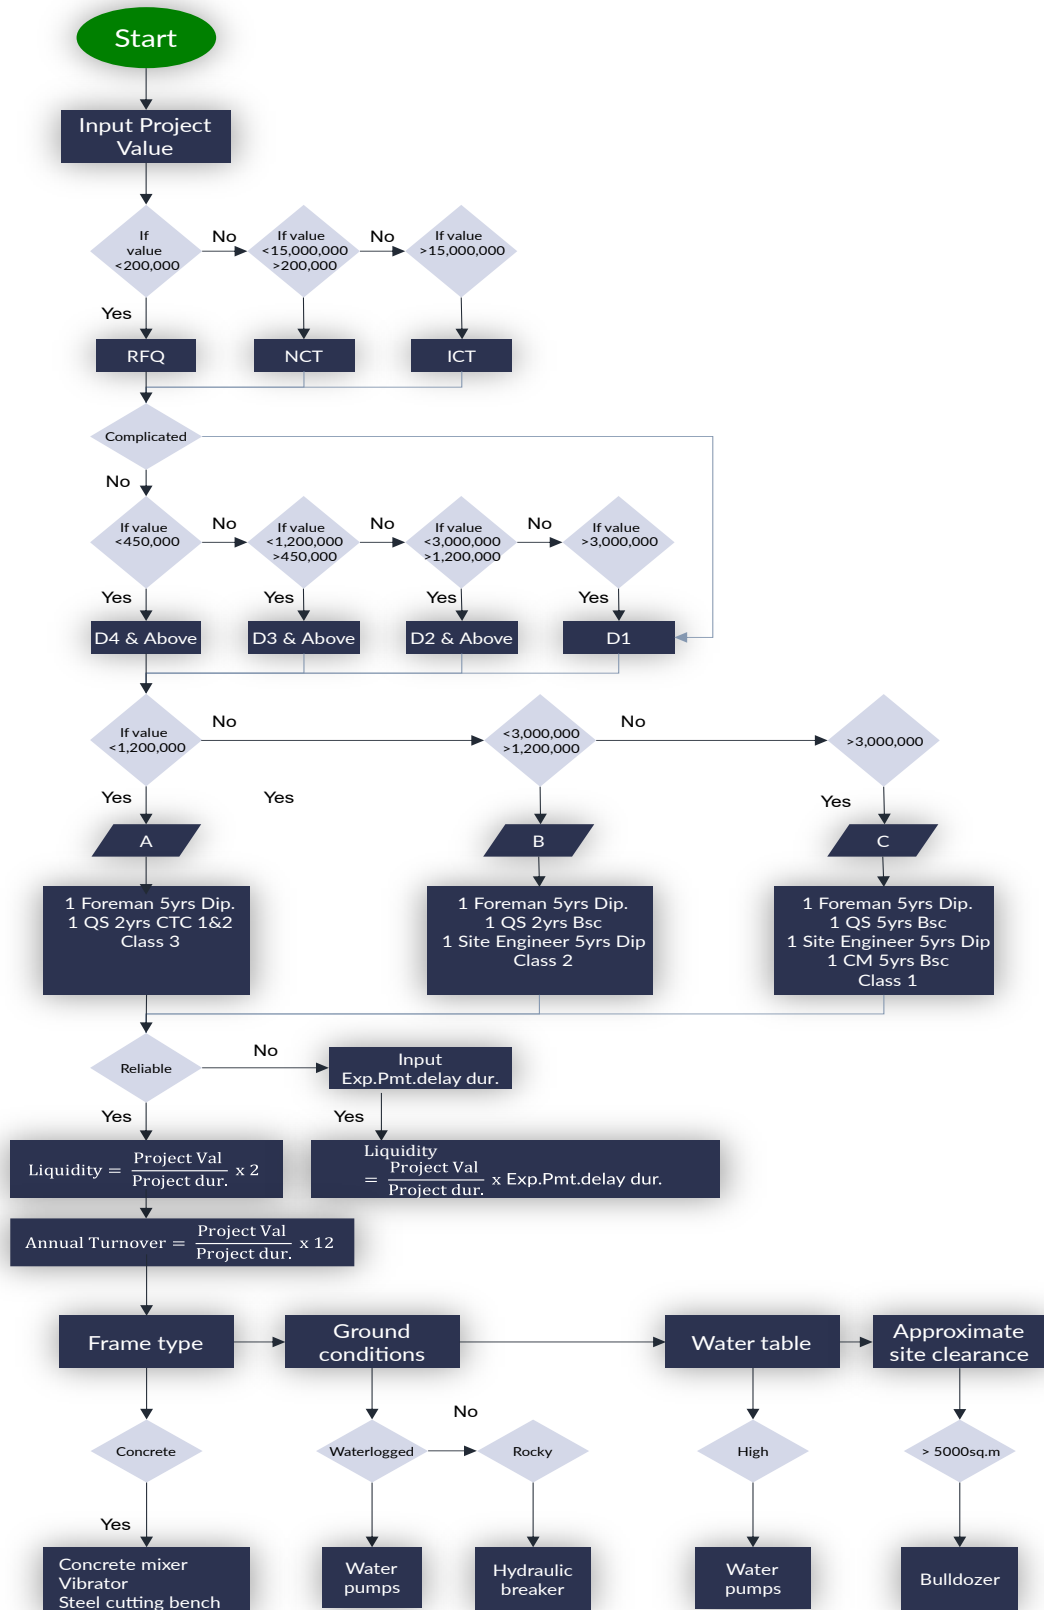 Start
Input Project
Value
If
value
<200,000
No
If value
<15,000,000
>200,000
No
If value
>15,000,000
Yes
RFQ
NCT
ICT
Complicated
No
If value
<450,000
No
If value
<1,200,000
>450,000
No
If value
<3,000,000
>1,200,000
No
If value
>3,000,000
Yes
Yes
Yes
Yes
D4 & Above
D3 & Above
D2 & Above
D1
If value
<1,200,000
No
<3,000,000
>1,200,000
No
>3,000,000
Yes
Yes
Yes
A
B
C
1 Foreman 5yrs Dip.
1 QS 2yrs CTC 1&2
Class 3
1 Foreman 5yrs Dip.
1 QS 2yrs Bsc
1 Site Engineer 5yrs Dip
Class 2
1 Foreman 5yrs Dip.
1 QS 5yrs Bsc
1 Site Engineer 5yrs Dip
1 CM 5yrs Bsc
Class 1
Reliable
No
Input
Exp.Pmt.delay dur.
Yes
Yes
Liquidity = Project Val / Project dur. x 2
Liquidity
= Project Val / Project dur. x Exp.Pmt.delay dur.
Annual Turnover = Project Val / Project dur. x 12
Frame type
Ground
conditions
Water table
Approximate
site clearance
Concrete
Waterlogged
No
Rocky
High
> 5000sq.m
Yes
Concrete mixer
Vibrator
Steel cutting bench
Water
pumps
Hydraulic
breaker
Water
pumps
Bulldozer